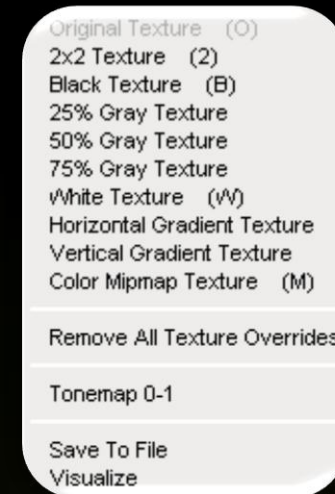 Original Texture (O)
2x2 Texture (2)
Black Texture (B)
25% Gray Texture
50% Gray Texture
75% Gray Texture
White Texture (W)
Horizontal Gradient Texture
Vertical Gradient Texture
Color Mipmap Texture (M)
Remove All Texture Overrides
Tonemap 0-1
Save To File
Visualize